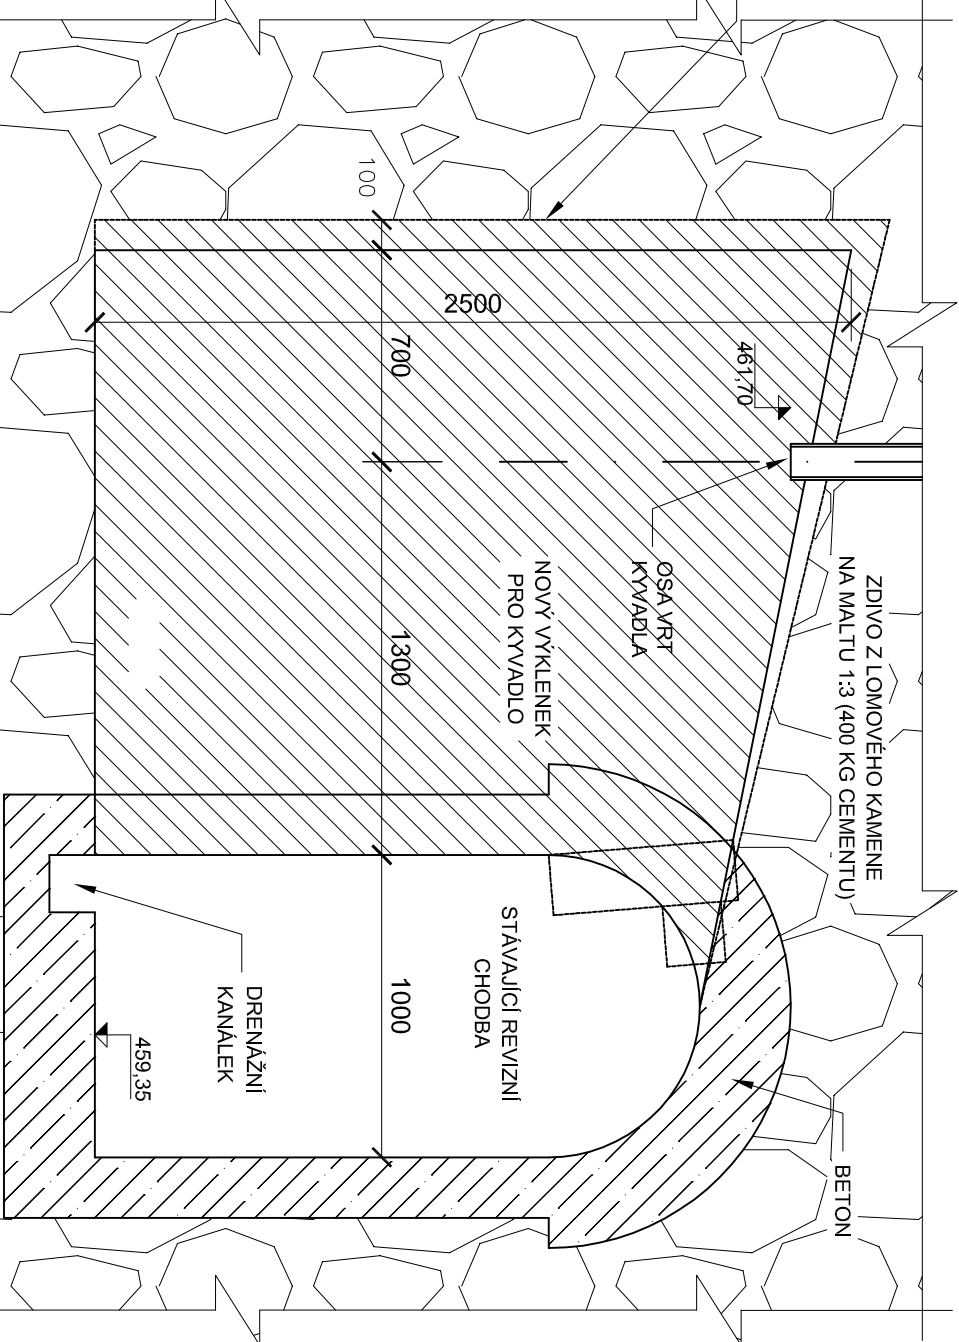 ZDIVO Z LOMOVÉHO KAMENE
NA MALTU 1:3 (400 KG CEMENTU)
BETON
461,70
OSA VRT
KYVADLA
NOVÝ VÝKLENEK
PRO KYVADLO
STÁVAJÍCÍ REVIZNÍ
CHODBA
2500
100
700
1300
1000
DRENÁŽNÍ
KANÁLEK
459,35